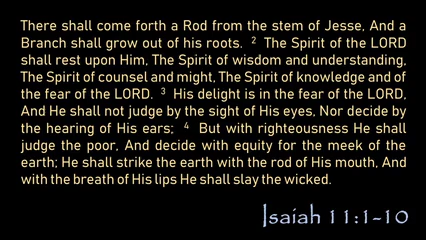 There shall come forth a Rod from the stem of Jesse, And a
Branch shall grow out of his roots. 2 The Spirit of the LORD
shall rest upon Him, The Spirit of wisdom and understanding,
The Spirit of counsel and might, The Spirit of knowledge and of
the fear of the LORD. 3 His delight is in the fear of the LORD,
And He shall not judge by the sight of His eyes, Nor decide by
the hearing of His ears; 4 But with righteousness He shall
judge the poor, And decide with equity for the meek of the
earth; He shall strike the earth with the rod of His mouth, And
with the breath of His lips He shall slay the wicked.
Isaiah 11:1-10